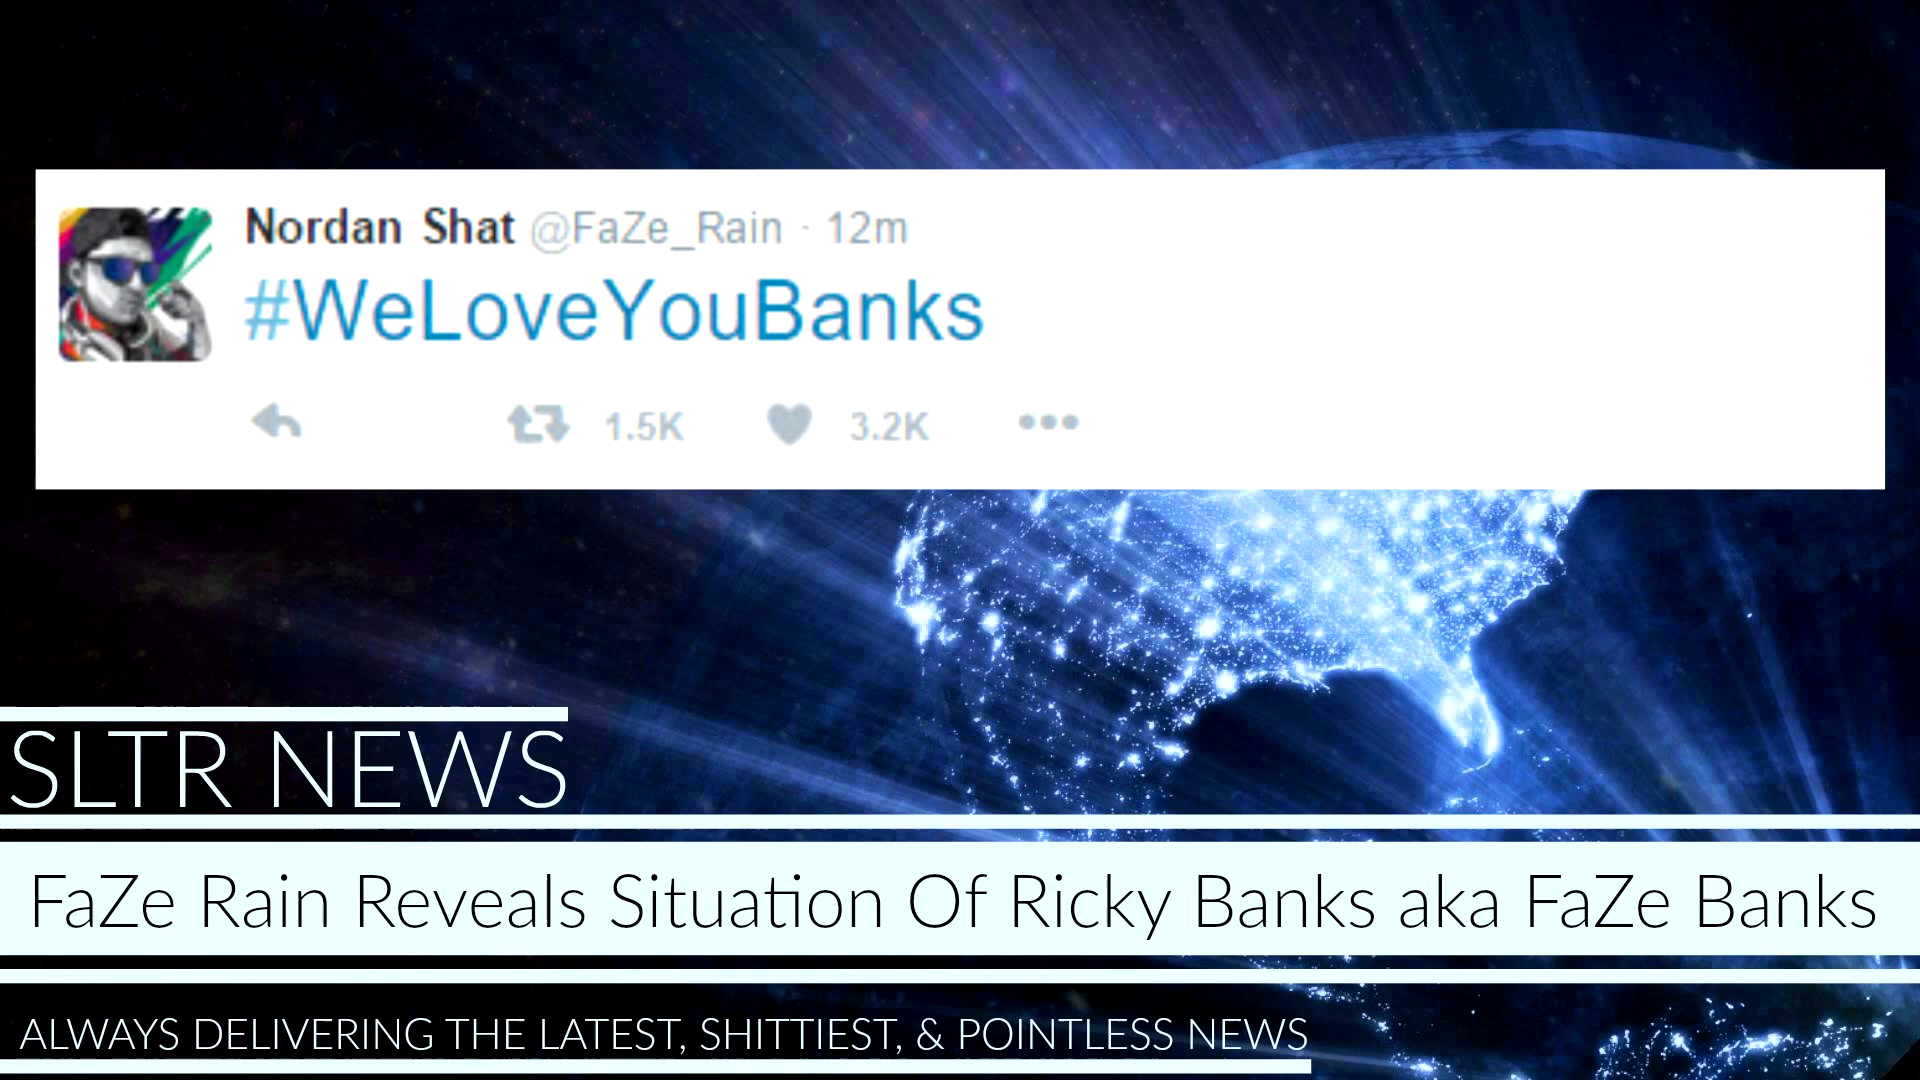 Nordan Shat @FaZe_Rain · 12m
#WeLoveYouBanks
1.5K 3.2K
SLTR NEWS
FaZe Rain Reveals Situation Of Ricky Banks aka FaZe Banks
ALWAYS DELIVERING THE LATEST, SHITTIEST, & POINTLESS NEWS